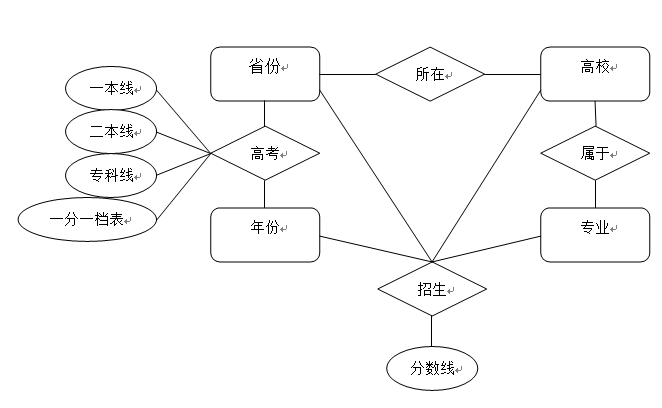 省份
所在
高校
一本线
二本线
高考
属于
专科线
一分一档表
年份
专业
招生
分数线